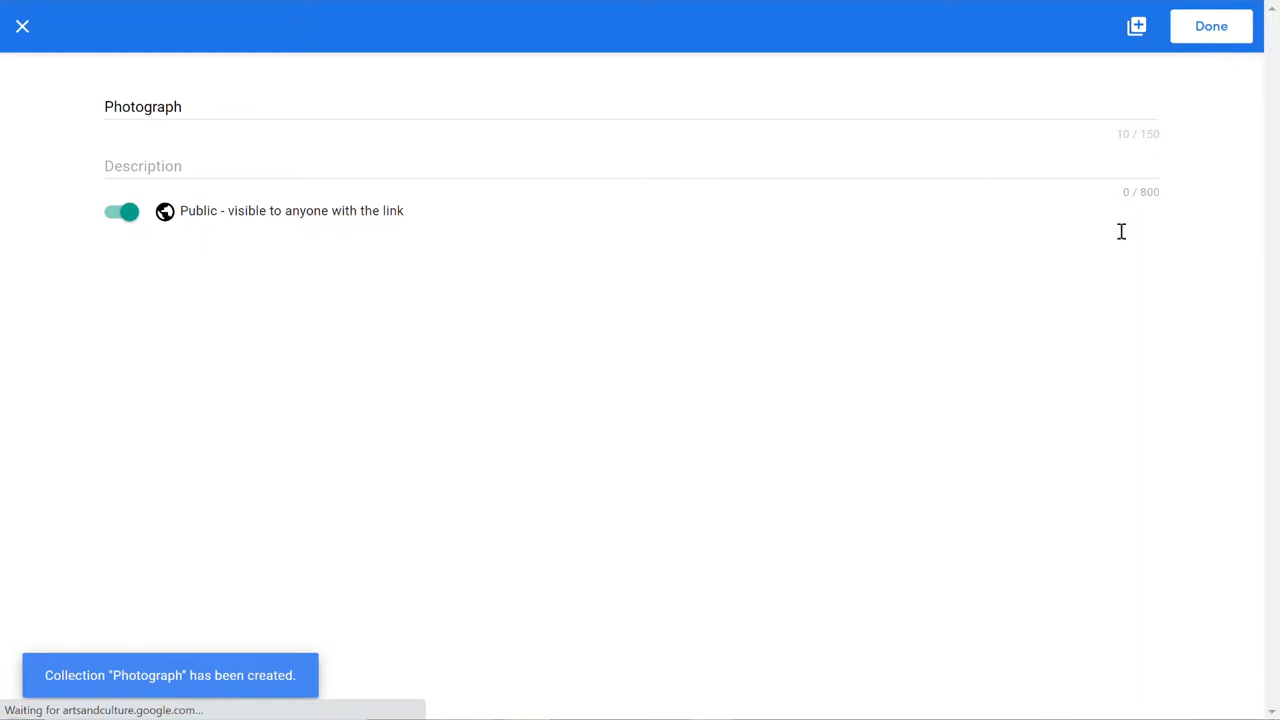 Done
Photograph
10 / 150
Description
0 / 800
Public - visible to anyone with the link
Collection "Photograph" has been created.
Waiting for artsandculture.google.com...